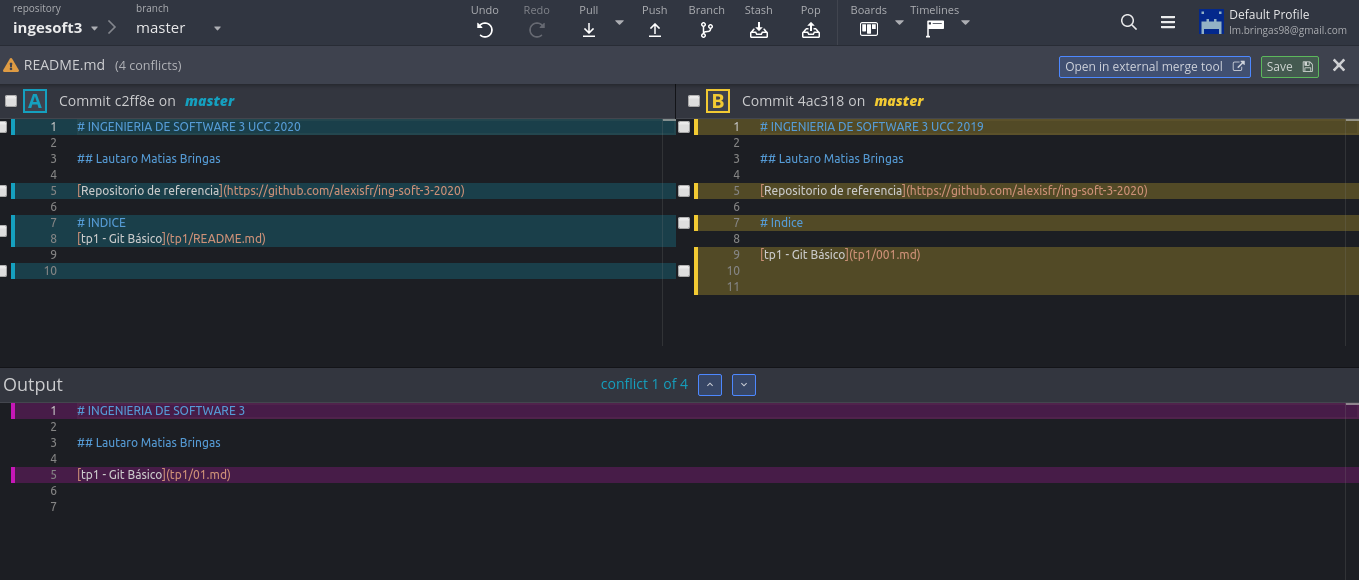 repository
ingesoft3
branch
master
Undo
Redo
Pull
Push
Branch
Stash
Pop
Boards
Timelines
Default Profile
lm.bringas98@gmail.com
README.md (4 conflicts)
Open in external merge tool
Save
A Commit c2ff8e on master
1 # INGENIERIA DE SOFTWARE 3 UCC 2020
2
3 ## Lautaro Matias Bringas
4
5 [Repositorio de referencia](https://github.com/alexisfr/ing-soft-3-2020)
6
7 # INDICE
8 [tp1 - Git Básico](tp1/README.md)
9
10
B Commit 4ac318 on master
1 # INGENIERIA DE SOFTWARE 3 UCC 2019
2
3 ## Lautaro Matias Bringas
4
5 [Repositorio de referencia](https://github.com/alexisfr/ing-soft-3-2020)
6
7 # Indice
8
9 [tp1 - Git Básico](tp1/001.md)
10
11
Output
conflict 1 of 4
1 # INGENIERIA DE SOFTWARE 3
2
3 ## Lautaro Matias Bringas
4
5 [tp1 - Git Básico](tp1/01.md)
6
7